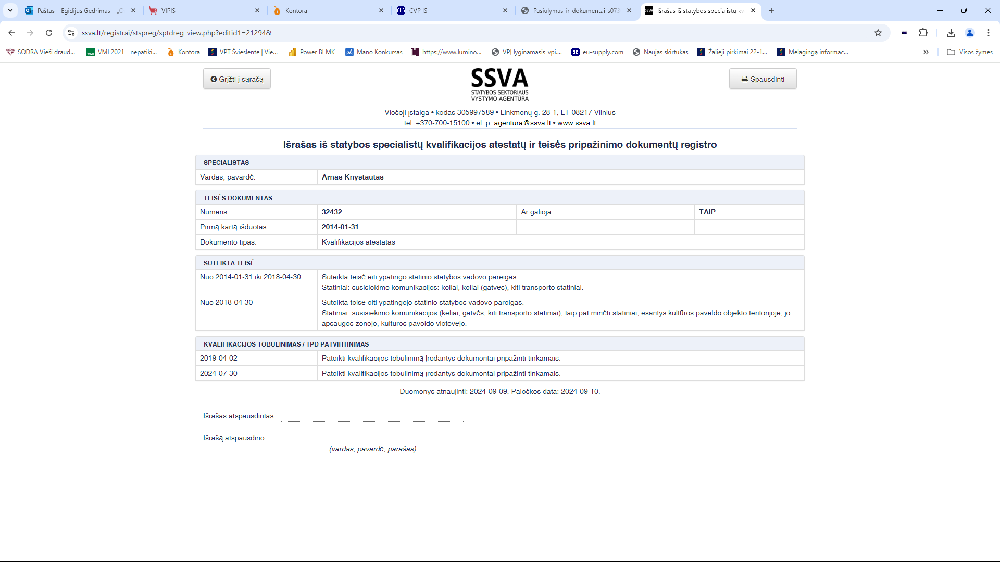 Paštas – Egidijus Gedrimas – „O
VIPIS
Kontora
CVP IS
Pasiulymas_ir_dokumentai-s073
Išrašas iš statybos specialistų kv
ssva.lt/registrai/stspreg/sptdreg_view.php?editid1=21294&
SODRA Vieši draud...
VMI 2021 _ nepatiki...
Kontora
VPT Švieslentė | Vie...
Power BI MK
Mano Konkursas
https://www.lumino...
VPĮ lyginamasis_vpi....
eu-supply.com
Naujas skirtukas
Žalieji pirkimai 22-1...
Melagingą informac...
Visos žymės
Grįžti į sąrašą
SSVA
STATYBOS SEKTORIAUS
VYSTYMO AGENTŪRA
Spausdinti
Viešoji įstaiga • kodas 305997589 • Linkmenų g. 28-1, LT-08217 Vilnius
tel. +370-700-15100 • el. p. agentura@ssva.lt • www.ssva.lt
Išrašas iš statybos specialistų kvalifikacijos atestatų ir teisės pripažinimo dokumentų registro
SPECIALISTAS
Vardas, pavardė: Arnas Knystautas
TEISĖS DOKUMENTAS
Numeris: 32432 Ar galioja: TAIP
Pirmą kartą išduotas: 2014-01-31
Dokumento tipas: Kvalifikacijos atestatas
SUTEIKTA TEISĖ
Nuo 2014-01-31 iki 2018-04-30 Suteikta teisė eiti ypatingo statinio statybos vadovo pareigas.
Statiniai: susisiekimo komunikacijos: keliai, keliai (gatvės), kiti transporto statiniai.
Nuo 2018-04-30 Suteikta teisė eiti ypatingojo statinio statybos vadovo pareigas.
Statiniai: susisiekimo komunikacijos (keliai, gatvės, kiti transporto statiniai), taip pat minėti statiniai, esantys kultūros paveldo objekto teritorijoje, jo
apsaugos zonoje, kultūros paveldo vietovėje.
KVALIFIKACIJOS TOBULINIMAS / TPD PATVIRTINIMAS
2019-04-02 Pateikti kvalifikacijos tobulinimą įrodantys dokumentai pripažinti tinkamais.
2024-07-30 Pateikti kvalifikacijos tobulinimą įrodantys dokumentai pripažinti tinkamais.
Duomenys atnaujinti: 2024-09-09. Paieškos data: 2024-09-10.
Išrašas atspausdintas:
Išrašą atspausdino:
(vardas, pavardė, parašas)